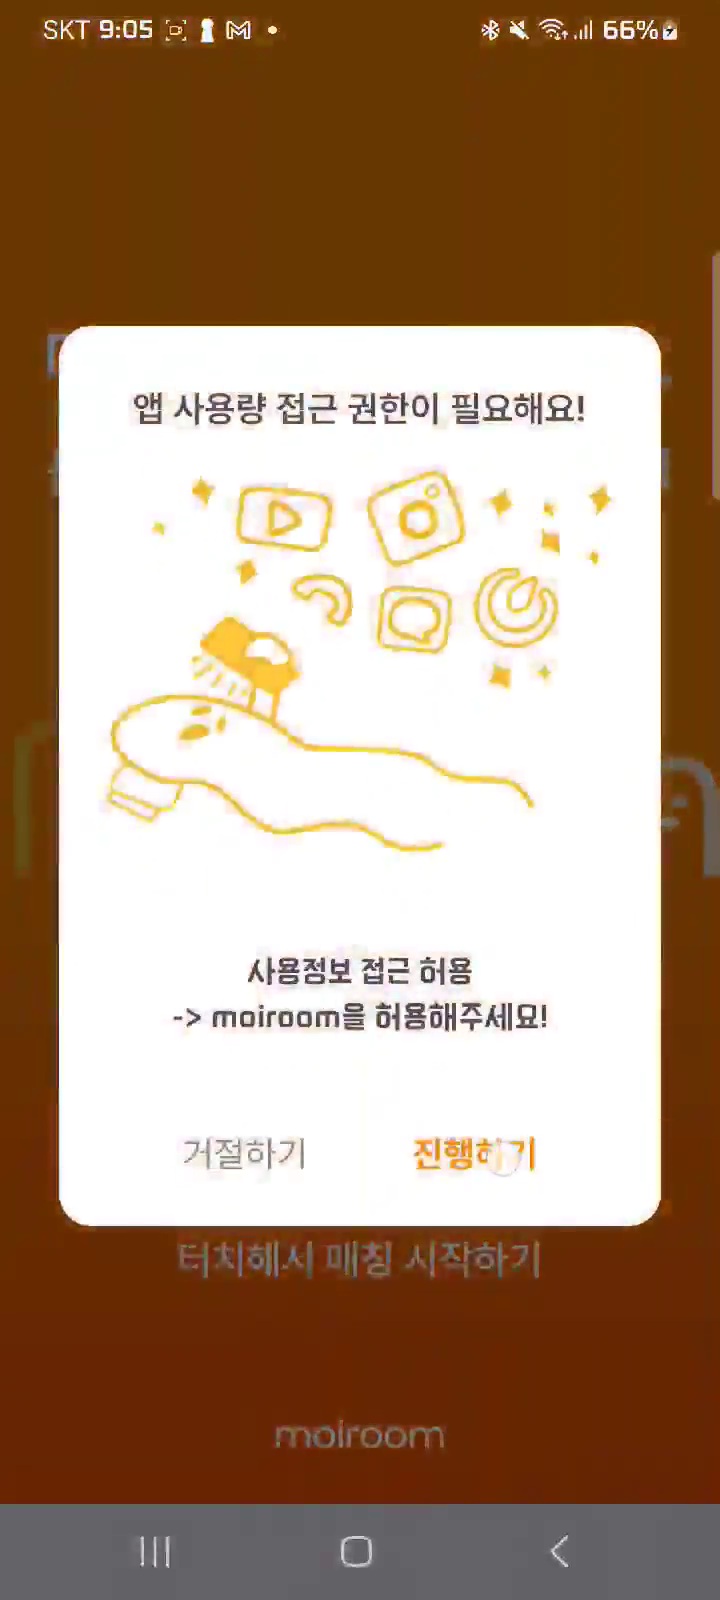 SKT 9:05
66%
앱 사용량 접근 권한이 필요해요!
사용정보 접근 허용
-> moiroom을 허용해주세요!
거절하기
진행하기
터치해서 매칭 시작하기
moiroom